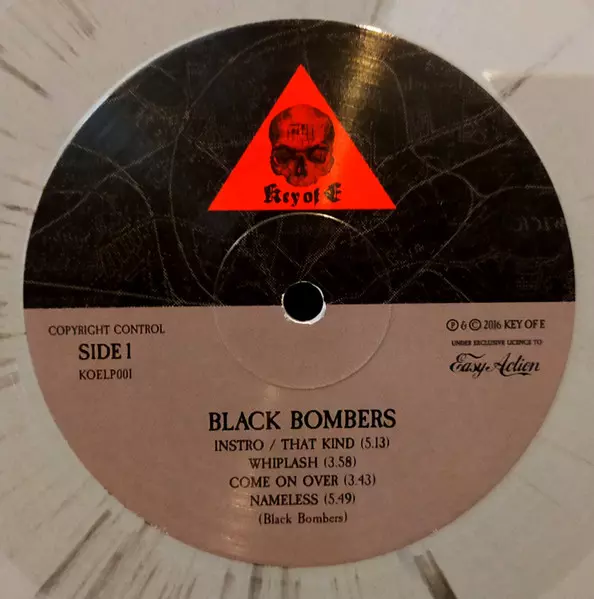 Key of E
COPYRIGHT CONTROL
SIDE 1
KOELP001
℗ & © 2016 KEY OF E
UNDER EXCLUSIVE LICENCE TO
Easy Action
BLACK BOMBERS
INSTRO / THAT KIND (5.13)
WHIPLASH (3.58)
COME ON OVER (3.43)
NAMELESS (5.49)
(Black Bombers)